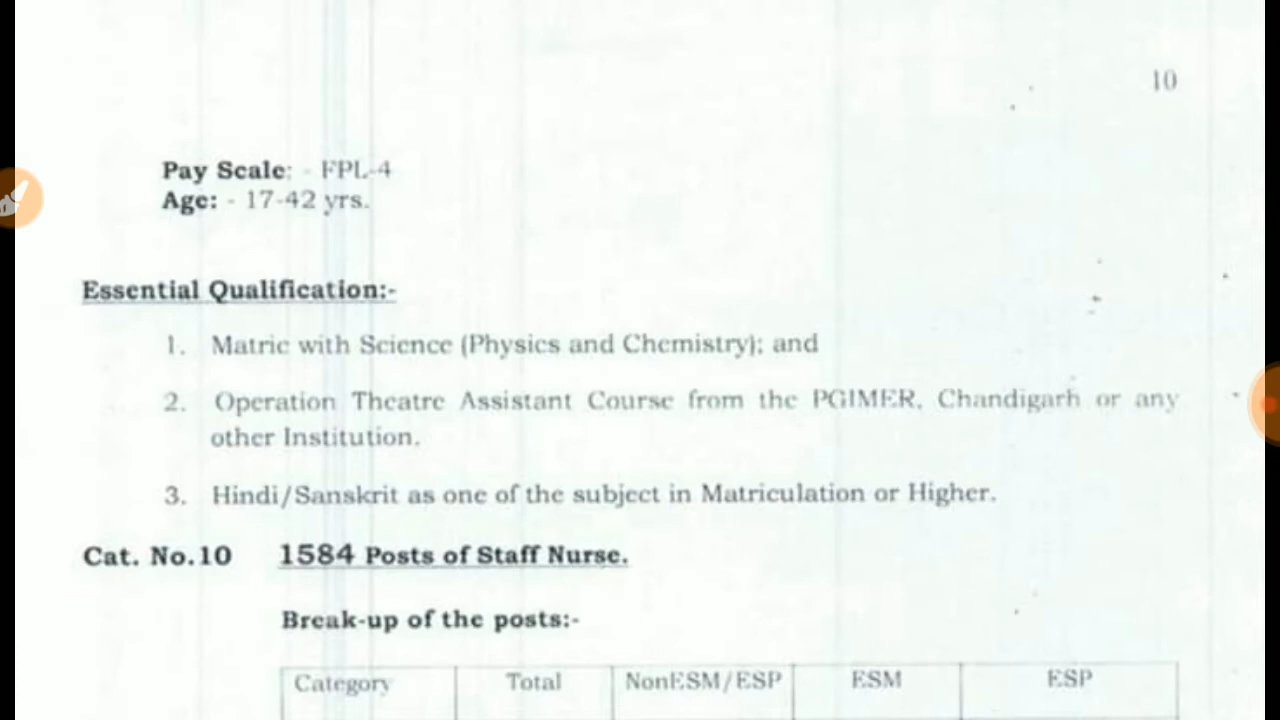 10
Pay Scale: - FPL-4
Age: - 17-42 yrs.
Essential Qualification:-
1. Matric with Science (Physics and Chemistry); and
2. Operation Theatre Assistant Course from the PGIMER, Chandigarh or any
other Institution.
3. Hindi/Sanskrit as one of the subject in Matriculation or Higher.
Cat. No.10 1584 Posts of Staff Nurse.
Break-up of the posts:-
Category Total NonESM/ESP ESM ESP